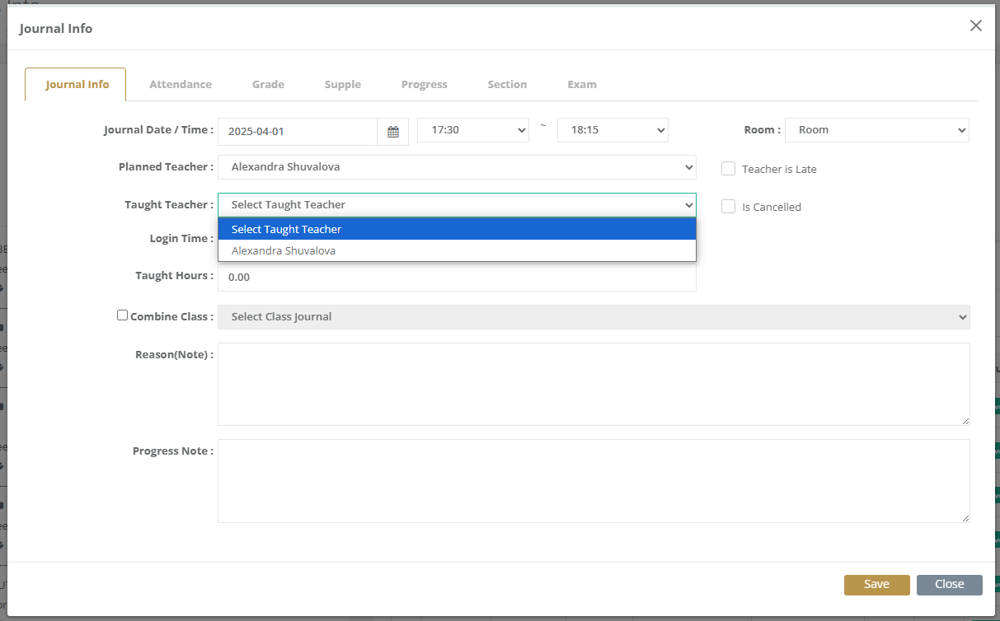 Journal Info
Journal Info Attendance Grade Supple Progress Section Exam
Journal Date / Time : 2025-04-01 17:30 ~ 18:15 Room : Room
Planned Teacher : Alexandra Shuvalova Teacher is Late
Taught Teacher : Select Taught Teacher Is Cancelled
Select Taught Teacher
Login Time :
Alexandra Shuvalova
Taught Hours : 0.00
Combine Class : Select Class Journal
Reason(Note) :
Progress Note :
Save Close